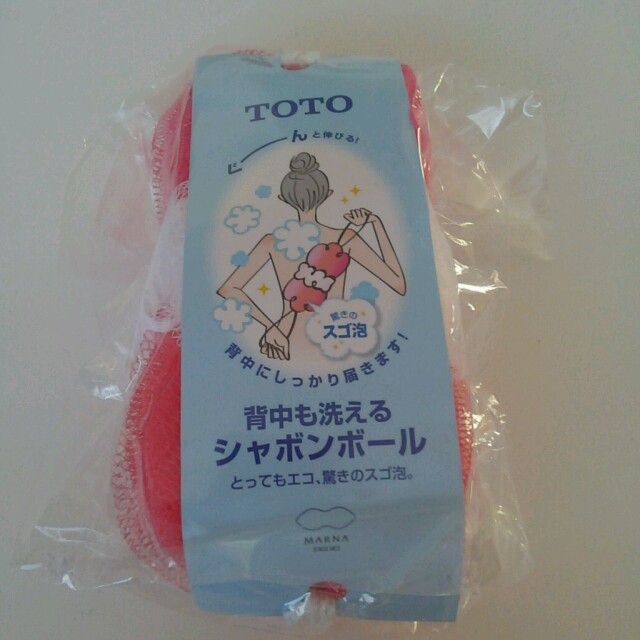 TOTO
ぐーんと伸びる!
驚きの
スゴ泡
背中にしっかり届きます!
背中も洗える
シャボンボール
とってもエコ、驚きのスゴ泡。
MARNA